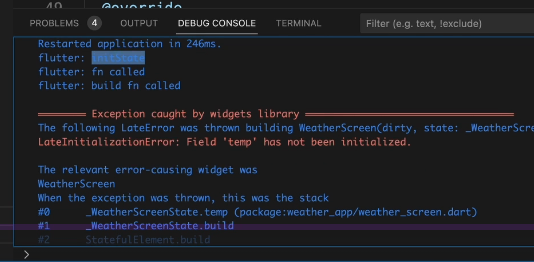 49 @override
PROBLEMS 4 OUTPUT DEBUG CONSOLE TERMINAL Filter (e.g. text, !exclude)
Restarted application in 246ms.
flutter: initState
flutter: fn called
flutter: build fn called
════════ Exception caught by widgets library ═══════════════════════════════════
The following LateError was thrown building WeatherScreen(dirty, state: _WeatherScre
LateInitializationError: Field 'temp' has not been initialized.
The relevant error-causing widget was
WeatherScreen
When the exception was thrown, this was the stack
#0 _WeatherScreenState.temp (package:weather_app/weather_screen.dart)
#1 _WeatherScreenState.build
#2 StatefulElement.build
>